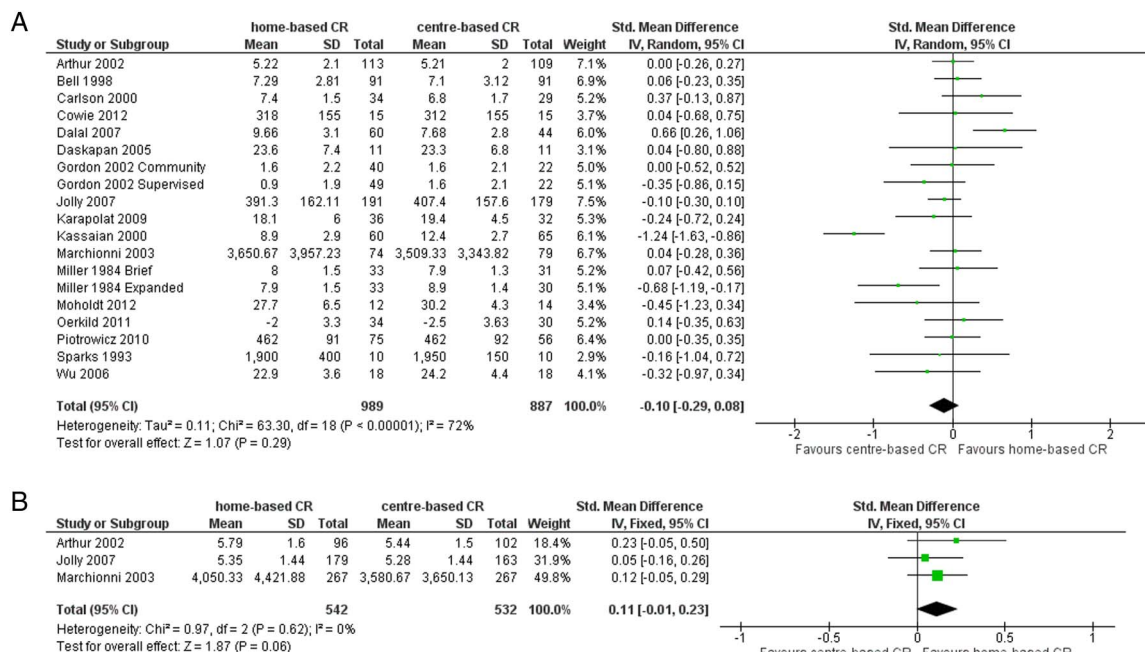 A
home-based CR centre-based CR Std. Mean Difference Std. Mean Difference
Study or Subgroup Mean SD Total Mean SD Total Weight IV, Random, 95% CI IV, Random, 95% CI
Arthur 2002 5.22 2.1 113 5.21 2 109 7.1% 0.00 [-0.26, 0.27]
Bell 1998 7.29 2.81 91 7.1 3.12 91 6.9% 0.06 [-0.23, 0.35]
Carlson 2000 7.4 1.5 34 6.8 1.7 29 5.2% 0.37 [-0.13, 0.87]
Cowie 2012 318 155 15 312 155 15 3.7% 0.04 [-0.68, 0.75]
Dalal 2007 9.66 3.1 60 7.68 2.8 44 6.0% 0.66 [0.26, 1.06]
Daskapan 2005 23.6 7.4 11 23.3 6.8 11 3.0% 0.04 [-0.80, 0.88]
Gordon 2002 Community 1.6 2.2 40 1.6 2.1 22 5.0% 0.00 [-0.52, 0.52]
Gordon 2002 Supervised 0.9 1.9 49 1.6 2.1 22 5.1% -0.35 [-0.86, 0.15]
Jolly 2007 391.3 162.11 191 407.4 157.6 179 7.5% -0.10 [-0.30, 0.10]
Karapolat 2009 18.1 6 36 19.4 4.5 32 5.4% -0.24 [-0.72, 0.24]
Kassaian 2000 8.9 2.9 60 12.4 2.7 65 6.1% -1.24 [-1.63, -0.86]
Marchionni 2003 3,650.67 3,957.23 74 3,509.33 3,343.82 79 6.7% 0.04 [-0.28, 0.36]
Miller 1984 Brief 8 1.5 33 7.9 1.3 31 5.3% 0.07 [-0.42, 0.56]
Miller 1984 Expanded 7.9 1.5 33 8.9 1.4 30 5.1% -0.68 [-1.19, -0.17]
Moholdt 2012 27.7 6.5 12 30.2 4.3 14 3.3% -0.45 [-1.23, 0.34]
Oerkild 2011 -2 3.3 34 -2.5 3.63 30 5.2% 0.14 [-0.35, 0.63]
Piotrowicz 2010 462 91 75 462 92 56 6.4% 0.00 [-0.35, 0.35]
Sparks 1993 1,900 400 10 1,950 150 10 2.9% -0.16 [-1.04, 0.72]
Wu 2006 22.9 3.6 18 24.2 4.4 18 4.1% -0.32 [-0.97, 0.34]
Total (95% CI) 989 887 100.0% -0.10 [-0.29, 0.08]
Heterogeneity: Tau² = 0.11; Chi² = 63.30, df = 18 (P < 0.00001); I² = 72%
Test for overall effect: Z = 1.07 (P = 0.29)
-2 -1 0 1 2
Favours centre-based CR Favours home-based CR
B
home-based CR centre-based CR Std. Mean Difference Std. Mean Difference
Study or Subgroup Mean SD Total Mean SD Total Weight IV, Fixed, 95% CI IV, Fixed, 95% CI
Arthur 2002 5.79 1.6 96 5.44 1.5 102 18.4% 0.23 [-0.05, 0.50]
Jolly 2007 5.35 1.44 179 5.28 1.44 163 31.9% 0.05 [-0.16, 0.26]
Marchionni 2003 4,050.33 4,421.88 267 3,580.67 3,650.13 267 49.8% 0.12 [-0.05, 0.29]
Total (95% CI) 542 532 100.0% 0.11 [-0.01, 0.23]
Heterogeneity: Chi² = 0.97, df = 2 (P = 0.62); I² = 0%
Test for overall effect: Z = 1.87 (P = 0.06)
-1 -0.5 0 0.5 1
Favours centre-based CR Favours home-based CR